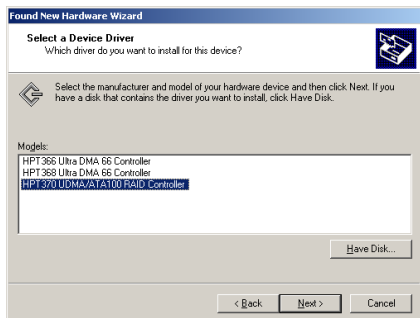 Found New Hardware Wizard
Select a Device Driver
Which driver do you want to install for this device?
Select the manufacturer and model of your hardware device and then click Next. If you
have a disk that contains the driver you want to install, click Have Disk.
Models:
HPT366 Ultra DMA 66 Controller
HPT368 Ultra DMA 66 Controller
HPT370 UDMA/ATA100 RAID Controller
Have Disk...
< Back
Next >
Cancel